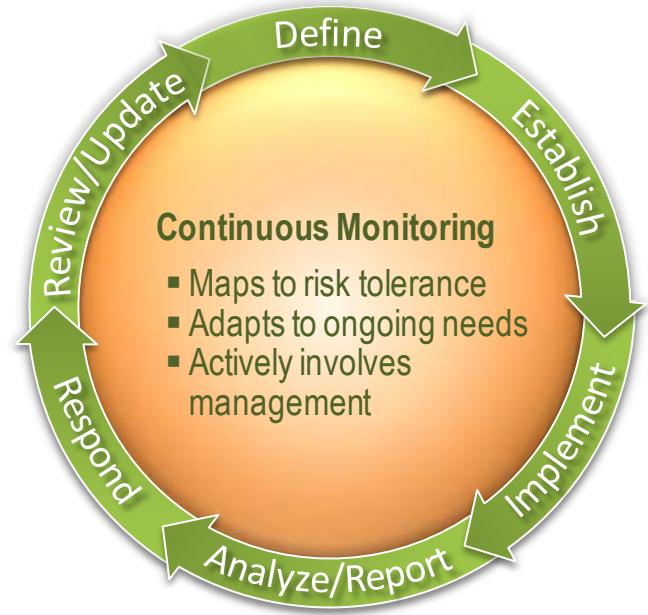 Define
Establish
Implement
Analyze/Report
Respond
Review/Update
Continuous Monitoring
▪ Maps to risk tolerance
▪ Adapts to ongoing needs
▪ Actively involves
management